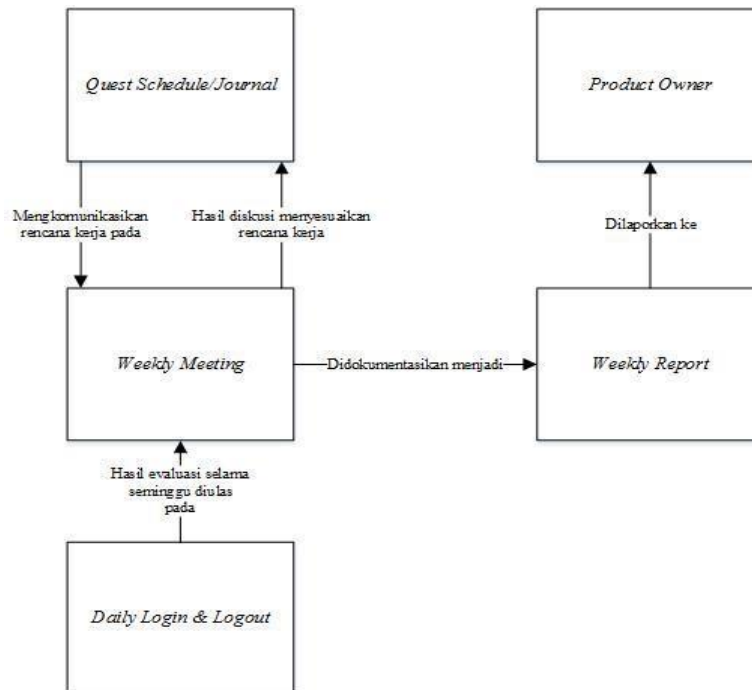 Quest Schedule/Journal
Product Owner
Mengkomunikasikan
rencana kerja pada
Hasil diskusi menyesuaikan
rencana kerja
Dilaporkan ke
Weekly Meeting
Didokumentasikan menjadi
Weekly Report
Hasil evaluasi selama
seminggu diulas
pada
Daily Login & Logout